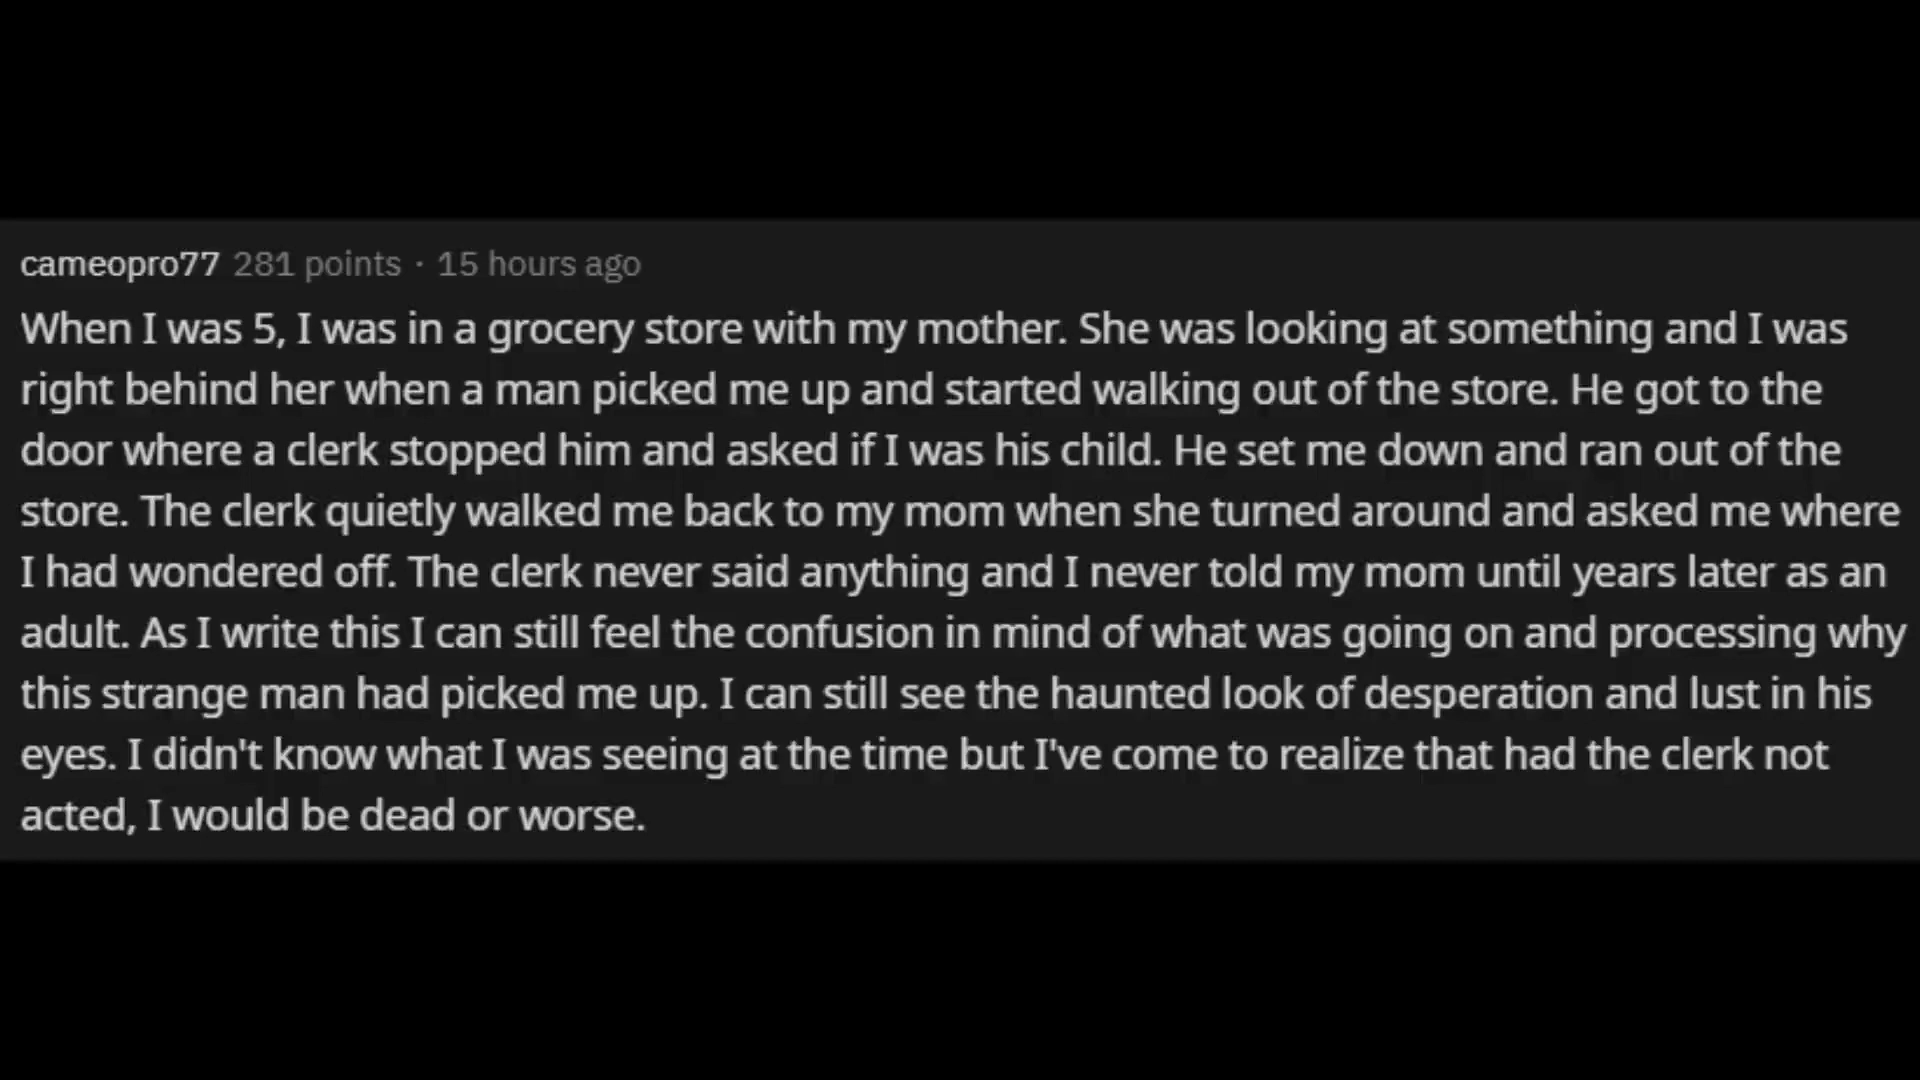 cameopro77 281 points · 15 hours ago
When I was 5, I was in a grocery store with my mother. She was looking at something and I was
right behind her when a man picked me up and started walking out of the store. He got to the
door where a clerk stopped him and asked if I was his child. He set me down and ran out of the
store. The clerk quietly walked me back to my mom when she turned around and asked me where
I had wondered off. The clerk never said anything and I never told my mom until years later as an
adult. As I write this I can still feel the confusion in mind of what was going on and processing why
this strange man had picked me up. I can still see the haunted look of desperation and lust in his
eyes. I didn't know what I was seeing at the time but I've come to realize that had the clerk not
acted, I would be dead or worse.